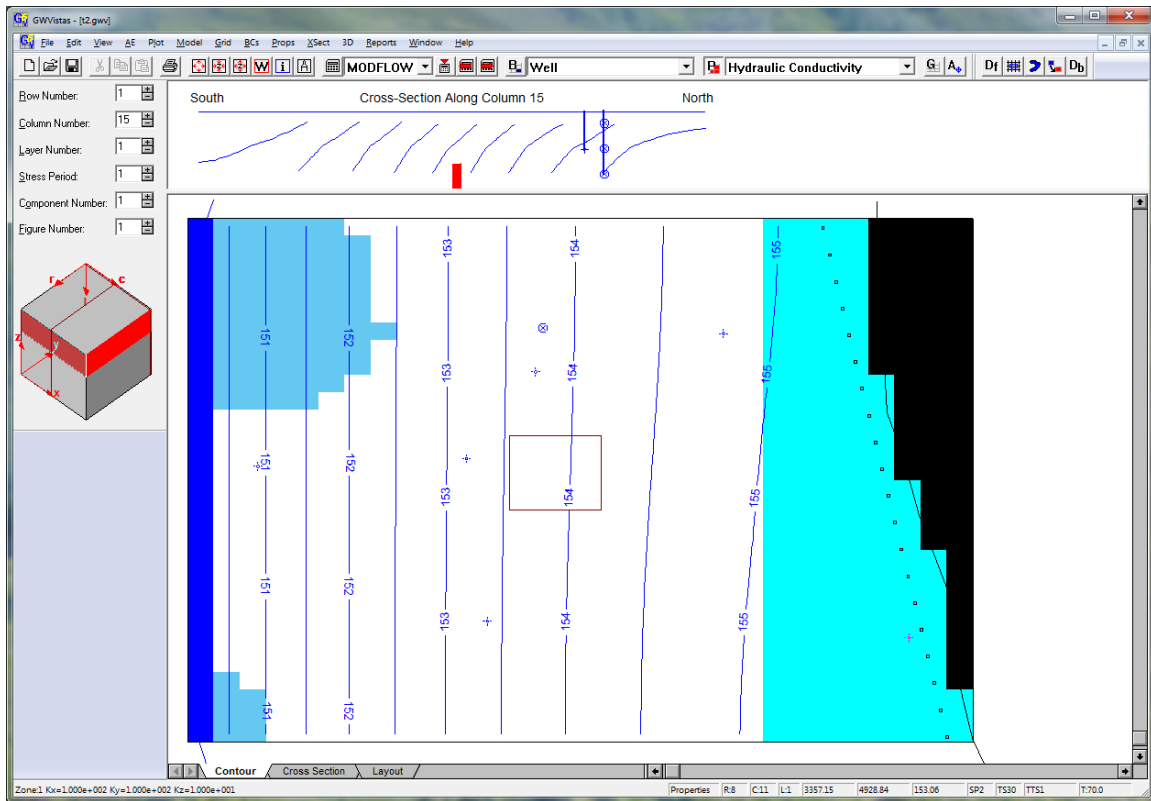 GWVistas - [t2.gwv]
File Edit View AE Plot Model Grid BCs Props XSect 3D Reports Window Help
MODFLOW Well Hydraulic Conductivity G A Df Db
Row Number: 1
Column Number: 15
Layer Number: 1
Stress Period: 1
Component Number: 1
Figure Number: 1
r c
z y x
South Cross-Section Along Column 15 North
153 154 155
151 152
153 154 155
151 152
153 154 155
151 152
153 154 155
151 152
Contour Cross Section Layout
Zone:1 Kx=1.000e+002 Ky=1.000e+002 Kz=1.000e+001 Properties R:8 C:11 L:1 3357.15 4928.84 153.06 SP2 TS30 TTS1 T:70.0